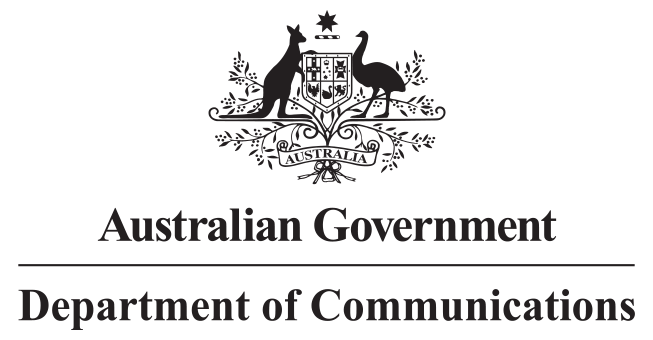 AUSTRALIA
Australian Government
Department of Communications